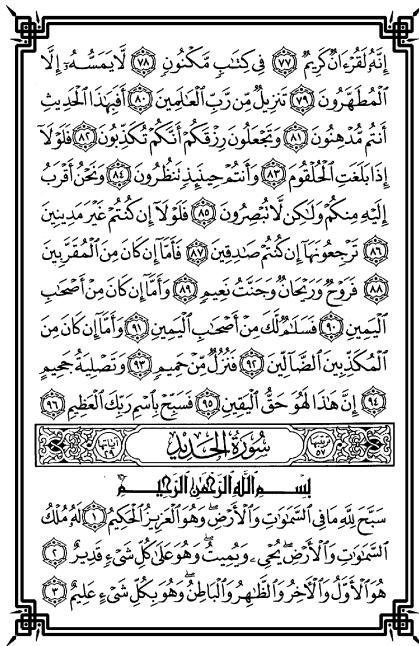 إِنَّهُۥ لَقُرْءَانٌ كَرِيمٌ ٧٧ فِى كِتَٰبٍ مَّكْنُونٍ ٧٨ لَّا يَمَسُّهُۥٓ إِلَّا
ٱلْمُطَهَّرُونَ ٧٩ تَنزِيلٌ مِّن رَّبِّ ٱلْعَٰلَمِينَ ٨٠ أَفَبِهَٰذَا ٱلْحَدِيثِ
أَنتُم مُّدْهِنُونَ ٨١ وَتَجْعَلُونَ رِزْقَكُمْ أَنَّكُمْ تُكَذِّبُونَ ٨٢ فَلَوْلَآ
إِذَا بَلَغَتِ ٱلْحُلْقُومَ ٨٣ وَأَنتُمْ حِينَئِذٍ تَنظُرُونَ ٨٤ وَنَحْنُ أَقْرَبُ
إِلَيْهِ مِنكُمْ وَلَٰكِن لَّا تُبْصِرُونَ ٨٥ فَلَوْلَآ إِن كُنتُمْ غَيْرَ مَدِينِينَ
٨٦ تَرْجِعُونَهَآ إِن كُنتُمْ صَٰدِقِينَ ٨٧ فَأَمَّآ إِن كَانَ مِنَ ٱلْمُقَرَّبِينَ
٨٨ فَرَوْحٌ وَرَيْحَانٌ وَجَنَّتُ نَعِيمٍ ٨٩ وَأَمَّآ إِن كَانَ مِنْ أَصْحَٰبِ
ٱلْيَمِينِ ٩٠ فَسَلَٰمٌ لَّكَ مِنْ أَصْحَٰبِ ٱلْيَمِينِ ٩١ وَأَمَّآ إِن كَانَ مِنَ
ٱلْمُكَذِّبِينَ ٱلضَّآلِّينَ ٩٢ فَنُزُلٌ مِّنْ حَمِيمٍ ٩٣ وَتَصْلِيَةُ جَحِيمٍ
٩٤ إِنَّ هَٰذَا لَهُوَ حَقُّ ٱلْيَقِينِ ٩٥ فَسَبِّحْ بِٱسْمِ رَبِّكَ ٱلْعَظِيمِ ٩٦
ترتيبها ٥٧ سُورَةُ الحَدِيدِ آياتها ٢٩
بِسْمِ ٱللَّهِ ٱلرَّحْمَٰنِ ٱلرَّحِيمِ
سَبَّحَ لِلَّهِ مَا فِى ٱلسَّمَٰوَٰتِ وَٱلْأَرْضِ ۖ وَهُوَ ٱلْعَزِيزُ ٱلْحَكِيمُ ١ لَهُۥ مُلْكُ
ٱلسَّمَٰوَٰتِ وَٱلْأَرْضِ ۖ يُحْىِۦ وَيُمِيتُ ۖ وَهُوَ عَلَىٰ كُلِّ شَىْءٍ قَدِيرٌ ٢
هُوَ ٱلْأَوَّلُ وَٱلْءَاخِرُ وَٱلظَّٰهِرُ وَٱلْبَاطِنُ ۖ وَهُوَ بِكُلِّ شَىْءٍ عَلِيمٌ ٣